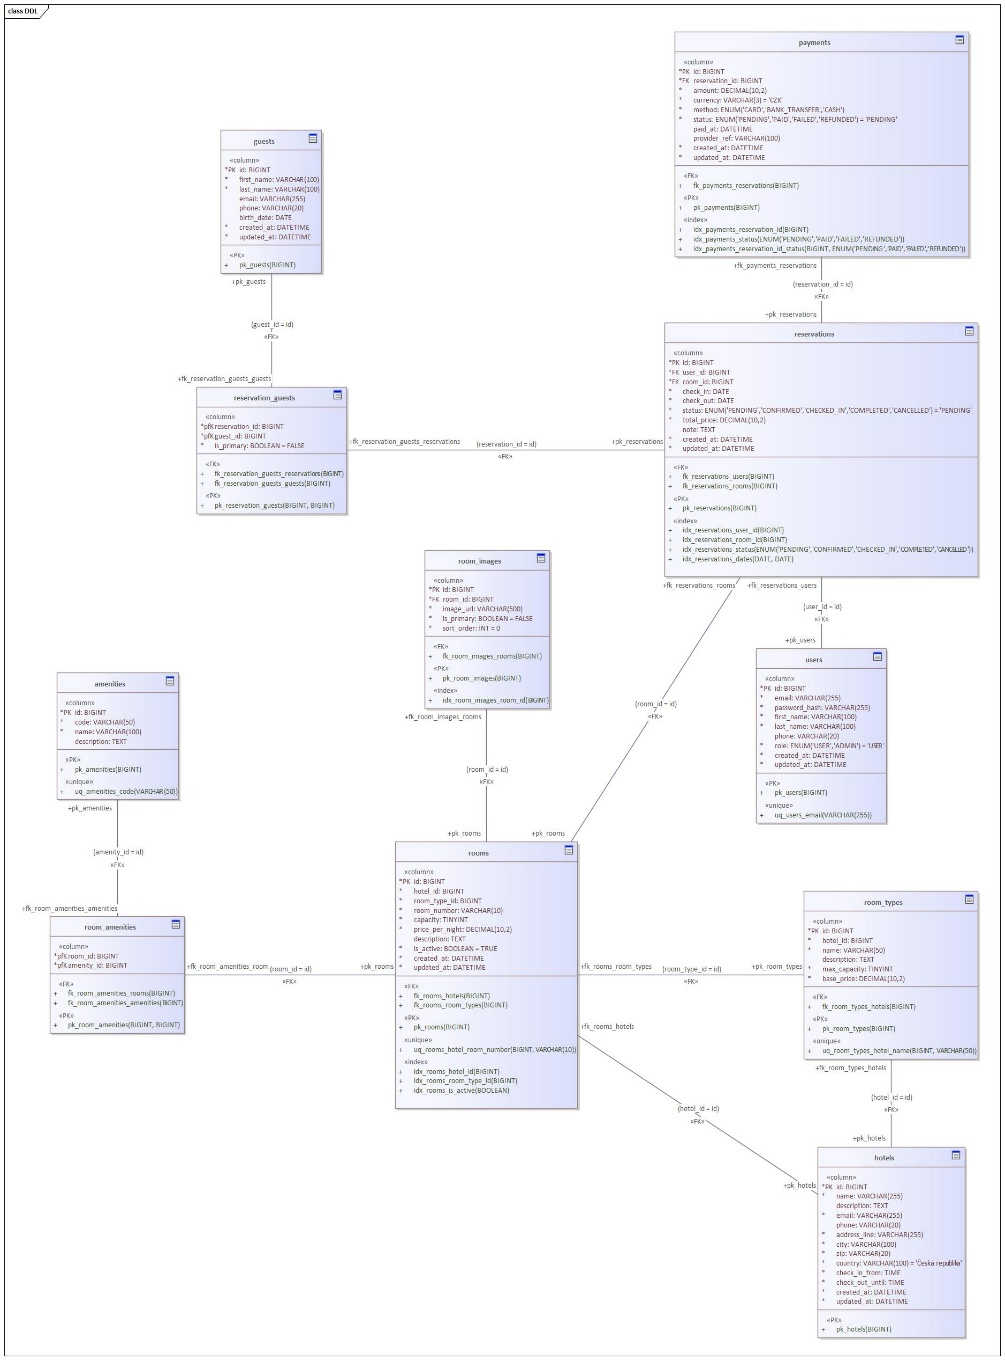 class DDL
payments
«column»
*PK id: BIGINT
*FK reservation_id: BIGINT
* amount: DECIMAL(10,2)
* currency: VARCHAR(3) = 'CZK'
* method: ENUM('CARD','BANK_TRANSFER','CASH')
* status: ENUM('PENDING','PAID','FAILED','REFUNDED') = 'PENDING'
paid_at: DATETIME
provider_ref: VARCHAR(100)
* created_at: DATETIME
* updated_at: DATETIME
«FK»
+ fk_payments_reservations(BIGINT)
«PK»
+ pk_payments(BIGINT)
«index»
+ idx_payments_reservation_id(BIGINT)
+ idx_payments_status(ENUM('PENDING','PAID','FAILED','REFUNDED'))
+ idx_payments_reservation_id_status(BIGINT, ENUM('PENDING','PAID','FAILED','REFUNDED'))
+fk_payments_reservations
(reservation_id = id)
«FK»
+pk_reservations
guests
«column»
*PK id: BIGINT
* first_name: VARCHAR(100)
* last_name: VARCHAR(100)
email: VARCHAR(255)
phone: VARCHAR(20)
birth_date: DATE
* created_at: DATETIME
* updated_at: DATETIME
«PK»
+ pk_guests(BIGINT)
+pk_guests
(guest_id = id)
«FK»
+fk_reservation_guests_guests
reservation_guests
«column»
*pfK reservation_id: BIGINT
*pfK guest_id: BIGINT
* is_primary: BOOLEAN = FALSE
«FK»
+ fk_reservation_guests_reservations(BIGINT)
+ fk_reservation_guests_guests(BIGINT)
«PK»
+ pk_reservation_guests(BIGINT, BIGINT)
+fk_reservation_guests_reservations
(reservation_id = id)
«FK»
+pk_reservations
reservations
«column»
*PK id: BIGINT
*FK user_id: BIGINT
*FK room_id: BIGINT
* check_in: DATE
* check_out: DATE
* status: ENUM('PENDING','CONFIRMED','CHECKED_IN','COMPLETED','CANCELLED') = 'PENDING'
* total_price: DECIMAL(10,2)
note: TEXT
* created_at: DATETIME
* updated_at: DATETIME
«FK»
+ fk_reservations_users(BIGINT)
+ fk_reservations_rooms(BIGINT)
«PK»
+ pk_reservations(BIGINT)
«index»
+ idx_reservations_user_id(BIGINT)
+ idx_reservations_room_id(BIGINT)
+ idx_reservations_status(ENUM('PENDING','CONFIRMED','CHECKED_IN','COMPLETED','CANCELLED'))
+ idx_reservations_dates(DATE, DATE)
+fk_reservations_rooms
+fk_reservations_users
(user_id = id)
«FK»
+pk_users
(room_id = id)
«FK»
+pk_rooms
room_images
«column»
*PK id: BIGINT
*FK room_id: BIGINT
* image_url: VARCHAR(500)
* is_primary: BOOLEAN = FALSE
* sort_order: INT = 0
«FK»
+ fk_room_images_rooms(BIGINT)
«PK»
+ pk_room_images(BIGINT)
«index»
+ idx_room_images_room_id(BIGINT)
+fk_room_images_rooms
(room_id = id)
«FK»
+pk_rooms
users
«column»
*PK id: BIGINT
* email: VARCHAR(255)
* password_hash: VARCHAR(255)
* first_name: VARCHAR(100)
* last_name: VARCHAR(100)
phone: VARCHAR(20)
* role: ENUM('USER','ADMIN') = 'USER'
* created_at: DATETIME
* updated_at: DATETIME
«PK»
+ pk_users(BIGINT)
«unique»
+ uq_users_email(VARCHAR(255))
amenities
«column»
*PK id: BIGINT
* code: VARCHAR(50)
* name: VARCHAR(100)
description: TEXT
«PK»
+ pk_amenities(BIGINT)
«unique»
+ uq_amenities_code(VARCHAR(50))
+pk_amenities
(amenity_id = id)
«FK»
+fk_room_amenities_amenities
room_amenities
«column»
*pfK room_id: BIGINT
*pfK amenity_id: BIGINT
«FK»
+ fk_room_amenities_rooms(BIGINT)
+ fk_room_amenities_amenities(BIGINT)
«PK»
+ pk_room_amenities(BIGINT, BIGINT)
+fk_room_amenities_room
(room_id = id)
«FK»
+pk_rooms
rooms
«column»
*PK id: BIGINT
* hotel_id: BIGINT
* room_type_id: BIGINT
* room_number: VARCHAR(10)
* capacity: TINYINT
* price_per_night: DECIMAL(10,2)
description: TEXT
* is_active: BOOLEAN = TRUE
* created_at: DATETIME
* updated_at: DATETIME
«FK»
+ fk_rooms_hotels(BIGINT)
+ fk_rooms_room_types(BIGINT)
«PK»
+ pk_rooms(BIGINT)
«unique»
+ uq_rooms_hotel_room_number(BIGINT, VARCHAR(10))
«index»
+ idx_rooms_hotel_id(BIGINT)
+ idx_rooms_room_type_id(BIGINT)
+ idx_rooms_is_active(BOOLEAN)
+fk_rooms_room_types
(room_type_id = id)
«FK»
+pk_room_types
+fk_rooms_hotels
(hotel_id = id)
«FK»
+pk_hotels
room_types
«column»
*PK id: BIGINT
* hotel_id: BIGINT
* name: VARCHAR(50)
description: TEXT
* max_capacity: TINYINT
* base_price: DECIMAL(10,2)
«FK»
+ fk_room_types_hotels(BIGINT)
«PK»
+ pk_room_types(BIGINT)
«unique»
+ uq_room_types_hotel_name(BIGINT, VARCHAR(50))
+fk_room_types_hotels
(hotel_id = id)
«FK»
+pk_hotels
hotels
«column»
*PK id: BIGINT
* name: VARCHAR(255)
description: TEXT
* email: VARCHAR(255)
phone: VARCHAR(20)
* address_line: VARCHAR(255)
* city: VARCHAR(100)
* zip: VARCHAR(20)
* country: VARCHAR(100) = 'Česká republika'
* check_in_from: TIME
* check_out_until: TIME
* created_at: DATETIME
* updated_at: DATETIME
«PK»
+ pk_hotels(BIGINT)